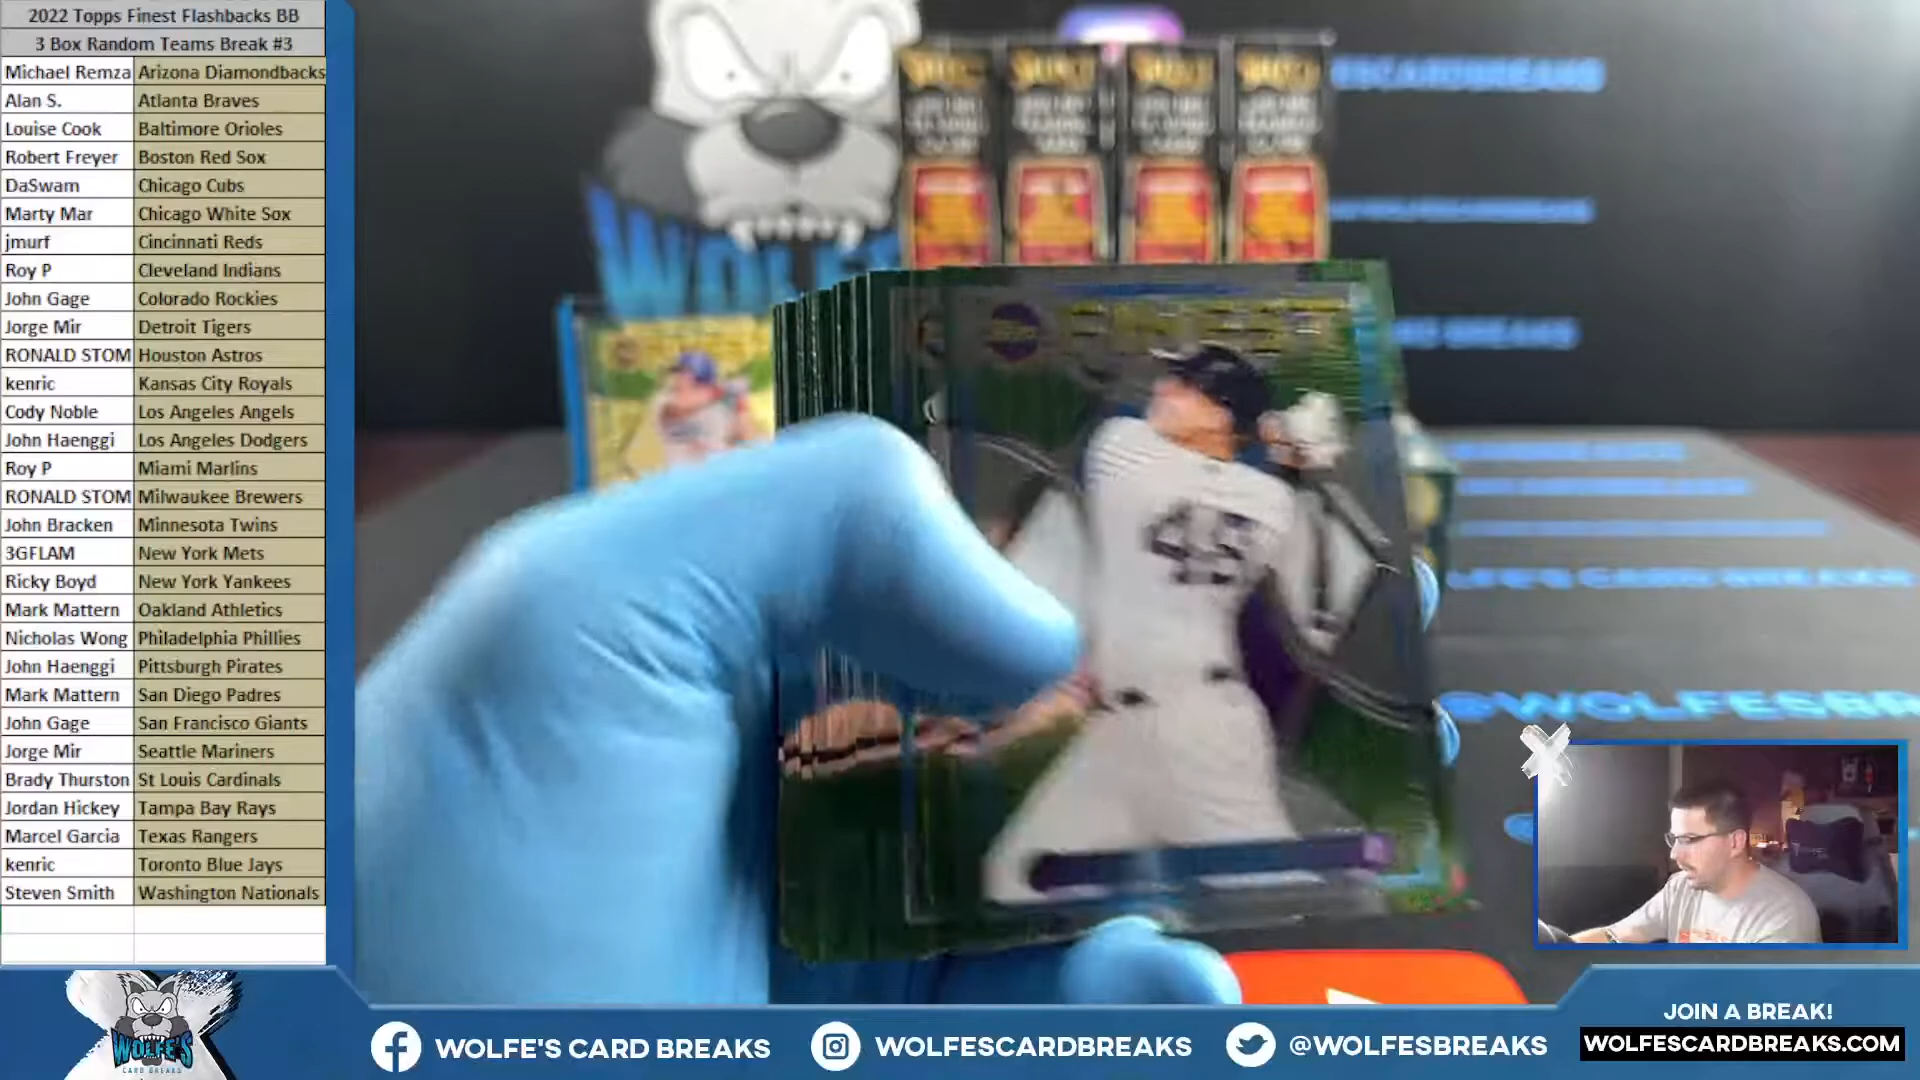 2022 Topps Finest Flashbacks BB
3 Box Random Teams Break #3
Michael Remza Arizona Diamondbacks
Alan S. Atlanta Braves
Louise Cook Baltimore Orioles
Robert Freyer Boston Red Sox
DaSwam Chicago Cubs
Marty Mar Chicago White Sox
jmurf Cincinnati Reds
Roy P Cleveland Indians
John Gage Colorado Rockies
Jorge Mir Detroit Tigers
RONALD STOM Houston Astros
kenric Kansas City Royals
Cody Noble Los Angeles Angels
John Haenggi Los Angeles Dodgers
Roy P Miami Marlins
RONALD STOM Milwaukee Brewers
John Bracken Minnesota Twins
3GFLAM New York Mets
Ricky Boyd New York Yankees
Mark Mattern Oakland Athletics
Nicholas Wong Philadelphia Phillies
John Haenggi Pittsburgh Pirates
Mark Mattern San Diego Padres
John Gage San Francisco Giants
Jorge Mir Seattle Mariners
Brady Thurston St Louis Cardinals
Jordan Hickey Tampa Bay Rays
Marcel Garcia Texas Rangers
kenric Toronto Blue Jays
Steven Smith Washington Nationals
@WOLFESBR
WOLFE'S
CARD BREAKS
WOLFE'S CARD BREAKS
WOLFESCARDBREAKS
@WOLFESBREAKS
JOIN A BREAK!
WOLFESCARDBREAKS.COM